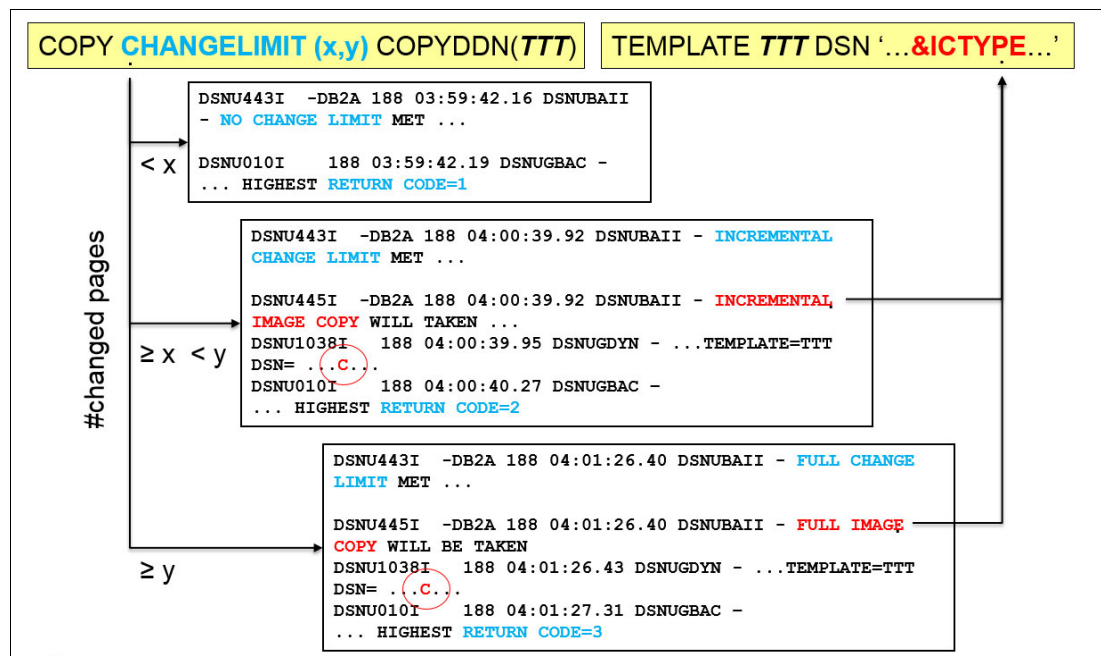 COPY CHANGELIMIT (x,y) COPYDDN(TTT)
TEMPLATE TTT DSN ‘…&ICTYPE…’
DSNU443I -DB2A 188 03:59:42.16 DSNUBAII
- NO CHANGE LIMIT MET ...
DSNU010I 188 03:59:42.19 DSNUGBAC -
... HIGHEST RETURN CODE=1
< x
DSNU443I -DB2A 188 04:00:39.92 DSNUBAII - INCREMENTAL
CHANGE LIMIT MET ...
DSNU445I -DB2A 188 04:00:39.92 DSNUBAII - INCREMENTAL
IMAGE COPY WILL TAKEN ...
DSNU1038I 188 04:00:39.95 DSNUGDYN - ...TEMPLATE=TTT
DSN= ...C...
DSNU010I 188 04:00:40.27 DSNUGBAC –
... HIGHEST RETURN CODE=2
≥ x < y
#changed pages
DSNU443I -DB2A 188 04:01:26.40 DSNUBAII - FULL CHANGE
LIMIT MET ...
DSNU445I -DB2A 188 04:01:26.40 DSNUBAII - FULL IMAGE
COPY WILL BE TAKEN
DSNU1038I 188 04:01:26.43 DSNUGDYN - ...TEMPLATE=TTT
DSN= ...C...
DSNU010I 188 04:01:27.31 DSNUGBAC –
... HIGHEST RETURN CODE=3
≥ y